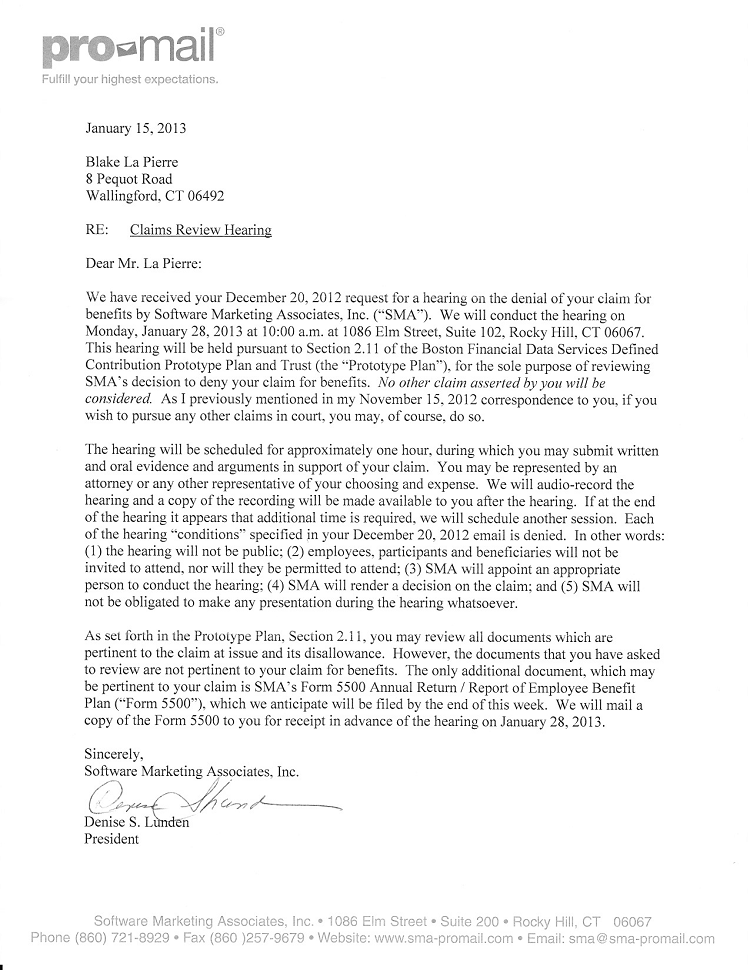 pro mail®
Fulfill your highest expectations.
January 15, 2013
Blake La Pierre
8 Pequot Road
Wallingford, CT 06492
RE: Claims Review Hearing
Dear Mr. La Pierre:
We have received your December 20, 2012 request for a hearing on the denial of your claim for
benefits by Software Marketing Associates, Inc. (“SMA”). We will conduct the hearing on
Monday, January 28, 2013 at 10:00 a.m. at 1086 Elm Street, Suite 102, Rocky Hill, CT 06067.
This hearing will be held pursuant to Section 2.11 of the Boston Financial Data Services Defined
Contribution Prototype Plan and Trust (the “Prototype Plan”), for the sole purpose of reviewing
SMA’s decision to deny your claim for benefits. No other claim asserted by you will be
considered. As I previously mentioned in my November 15, 2012 correspondence to you, if you
wish to pursue any other claims in court, you may, of course, do so.
The hearing will be scheduled for approximately one hour, during which you may submit written
and oral evidence and arguments in support of your claim. You may be represented by an
attorney or any other representative of your choosing and expense. We will audio-record the
hearing and a copy of the recording will be made available to you after the hearing. If at the end
of the hearing it appears that additional time is required, we will schedule another session. Each
of the hearing “conditions” specified in your December 20, 2012 email is denied. In other words:
(1) the hearing will not be public; (2) employees, participants and beneficiaries will not be
invited to attend, nor will they be permitted to attend; (3) SMA will appoint an appropriate
person to conduct the hearing; (4) SMA will render a decision on the claim; and (5) SMA will
not be obligated to make any presentation during the hearing whatsoever.
As set forth in the Prototype Plan, Section 2.11, you may review all documents which are
pertinent to the claim at issue and its disallowance. However, the documents that you have asked
to review are not pertinent to your claim for benefits. The only additional document, which may
be pertinent to your claim is SMA’s Form 5500 Annual Return / Report of Employee Benefit
Plan (“Form 5500”), which we anticipate will be filed by the end of this week. We will mail a
copy of the Form 5500 to you for receipt in advance of the hearing on January 28, 2013.
Sincerely,
Software Marketing Associates, Inc.
Denise S. Lunden
President
Software Marketing Associates, Inc. • 1086 Elm Street • Suite 200 • Rocky Hill, CT 06067
Phone (860) 721-8929 • Fax (860 )257-9679 • Website: www.sma-promail.com • Email: sma@sma-promail.com